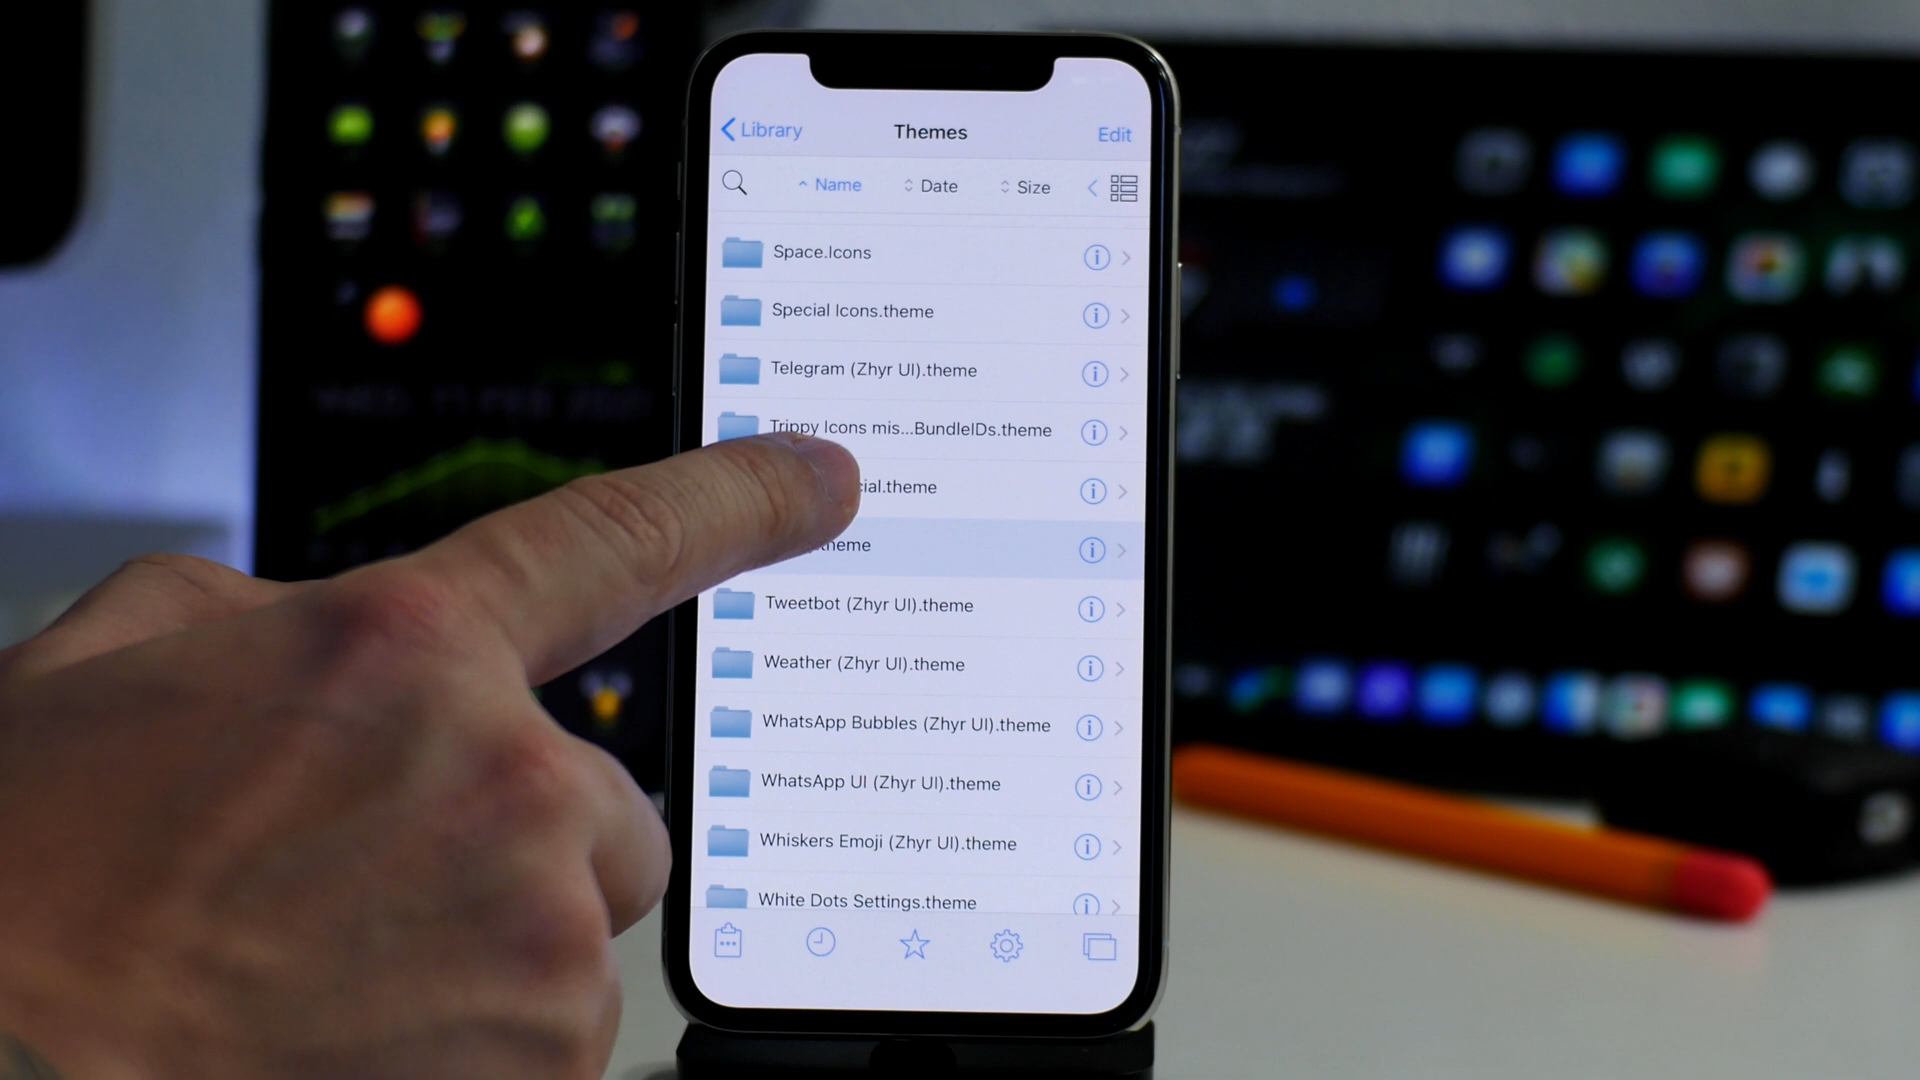 Library Themes Edit
Name Date Size
Space.Icons
Special Icons.theme
Telegram (Zhyr UI).theme
Trippy Icons mis...BundleIDs.theme
cial.theme
theme
Tweetbot (Zhyr UI).theme
Weather (Zhyr UI).theme
WhatsApp Bubbles (Zhyr UI).theme
WhatsApp UI (Zhyr UI).theme
Whiskers Emoji (Zhyr UI).theme
White Dots Settings.theme